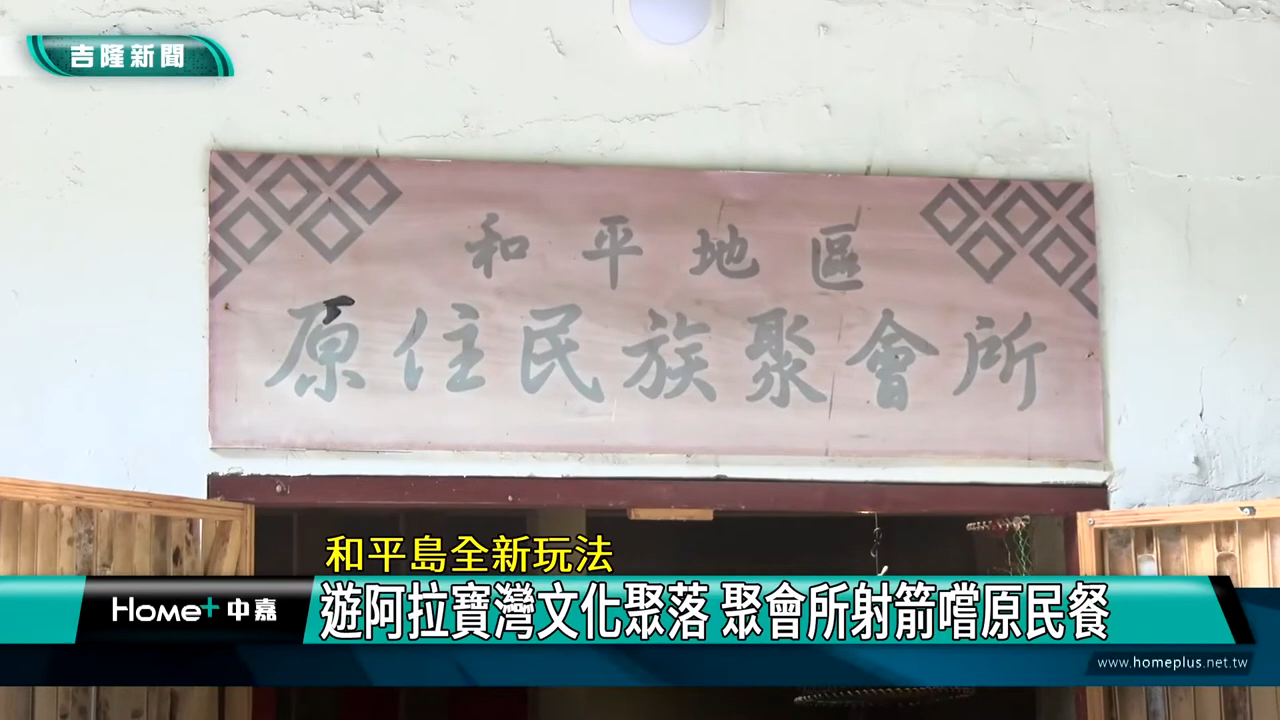 吉隆新聞
和平地區
原住民族聚會所
和平島全新玩法
Home+中嘉
遊阿拉寶灣文化聚落 聚會所射箭嚐原民餐
www.homeplus.net.tw